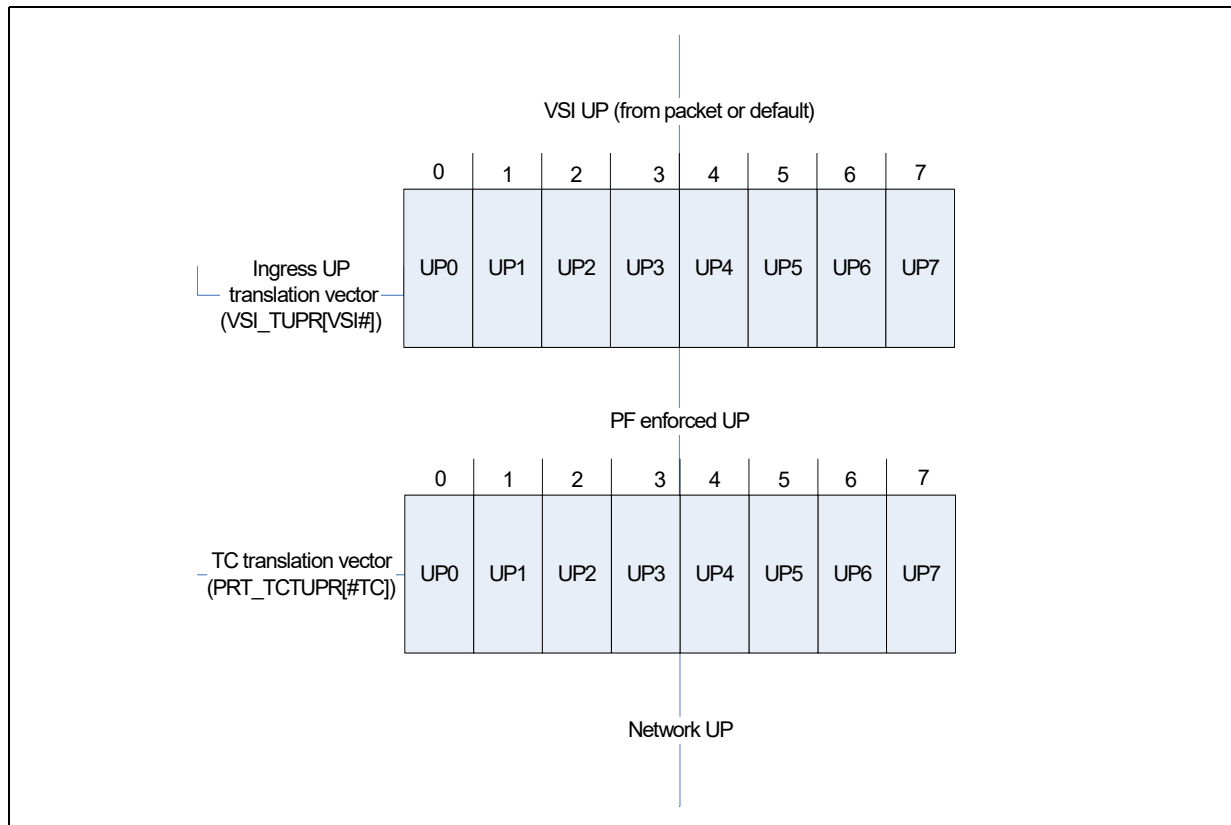 VSI UP (from packet or default)
0 1 2 3 4 5 6 7
Ingress UP
translation vector
(VSI_TUPR[VSI#])
UP0 UP1 UP2 UP3 UP4 UP5 UP6 UP7
PF enforced UP
0 1 2 3 4 5 6 7
TC translation vector
(PRT_TCTUPR[#TC])
UP0 UP1 UP2 UP3 UP4 UP5 UP6 UP7
Network UP